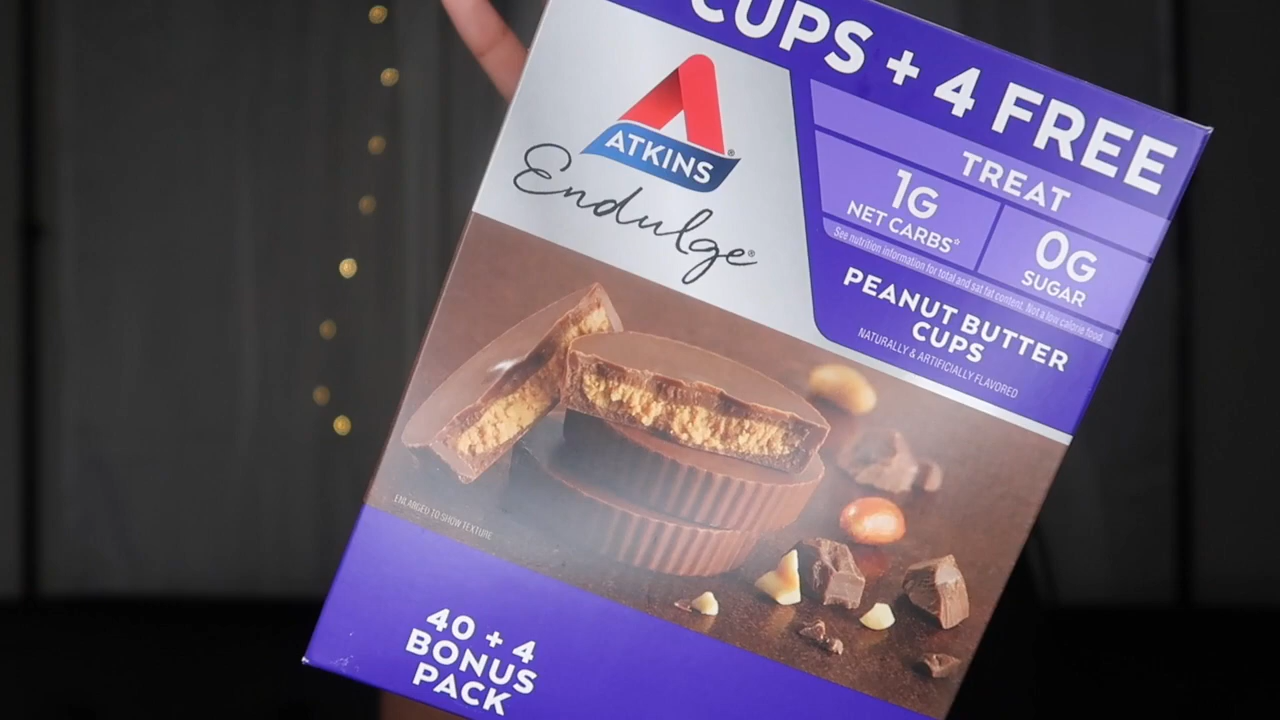 CUPS + 4 FREE
ATKINS®
Endulge®
TREAT
1G
NET CARBS*
0G
SUGAR
See nutrition information for total and sat fat content. Not a low calorie food.
PEANUT BUTTER
CUPS
NATURALLY & ARTIFICIALLY FLAVORED
ENLARGED TO SHOW TEXTURE
40 + 4
BONUS
PACK